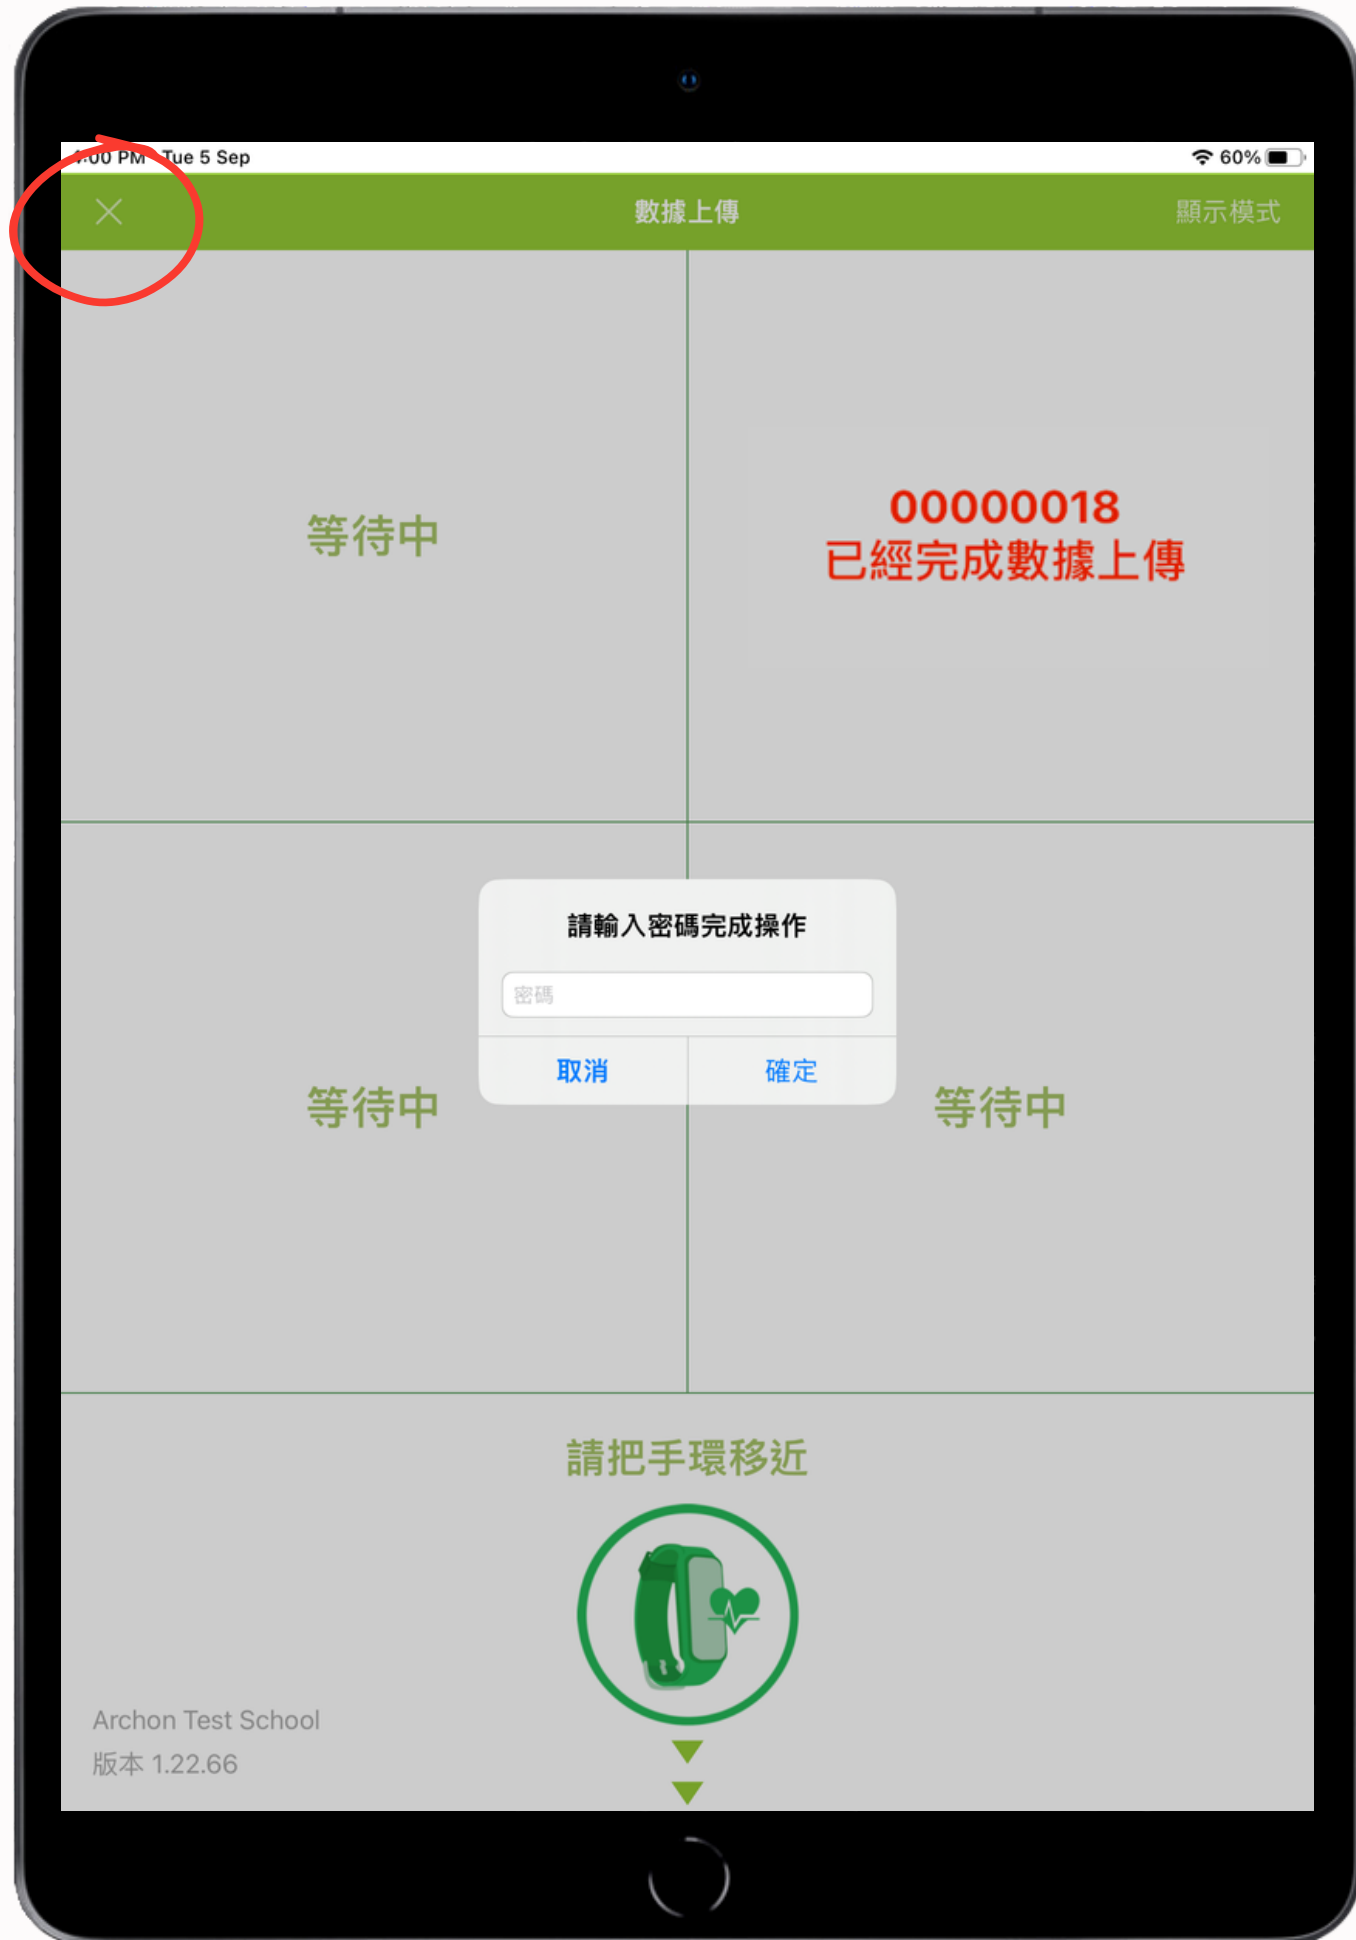 4:00 PM Tue 5 Sep
60%
數據上傳
顯示模式
等待中
00000018
已經完成數據上傳
請輸入密碼完成操作
密碼
取消
確定
等待中
等待中
請把手環移近
Archon Test School
版本 1.22.66